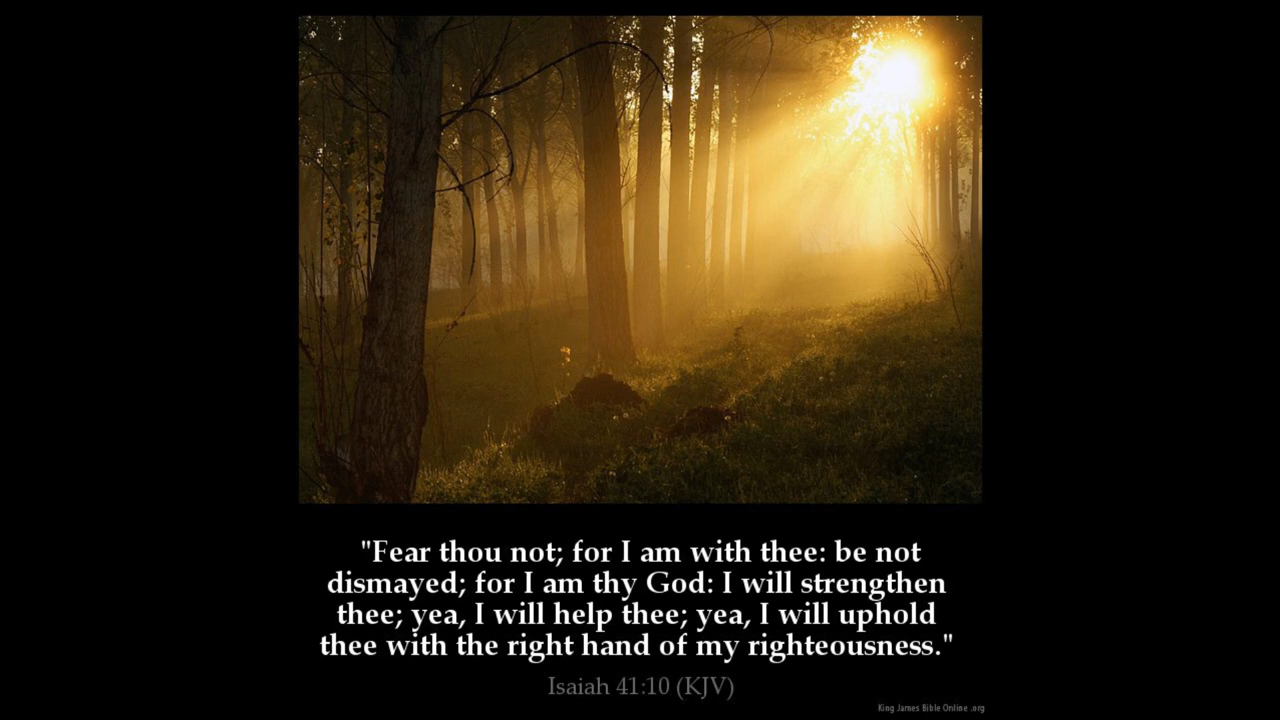 "Fear thou not; for I am with thee: be not
dismayed; for I am thy God: I will strengthen
thee; yea, I will help thee; yea, I will uphold
thee with the right hand of my righteousness."
Isaiah 41:10 (KJV)
King James Bible Online .org